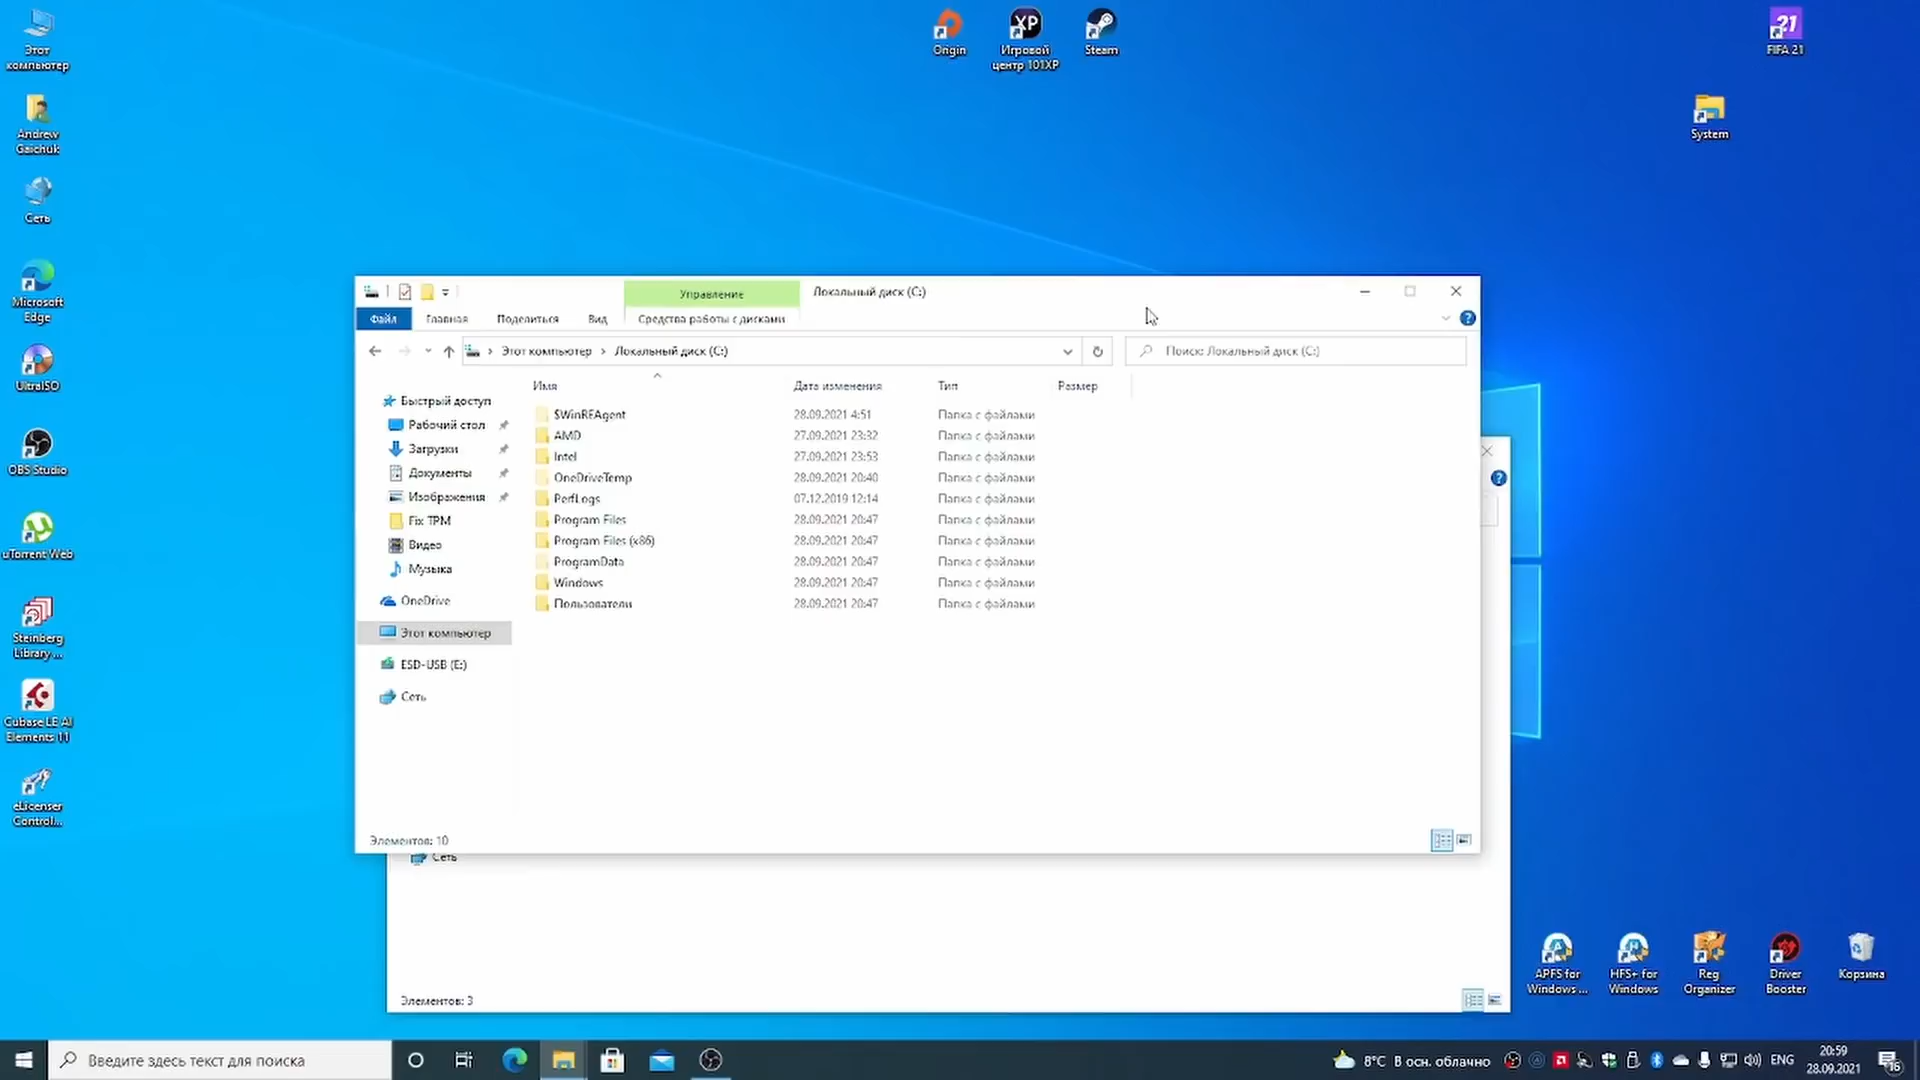 Этот
компьютер
Andrew
Gaichuk
Сеть
Microsoft
Edge
UltraISO
OBS Studio
uTorrent Web
Steinberg
Library ...
Cubase LE AI
Elements 11
eLicenser
Control...
Origin
XP
Игровой
центр 101XP
Steam
21
FIFA 21
System
Управление
Локальный диск (C:)
Файл
Главная
Поделиться
Вид
Средства работы с дисками
Этот компьютер › Локальный диск (C:)
Поиск: Локальный диск (C:)
Имя Дата изменения Тип Размер
Быстрый доступ
Рабочий стол
Загрузки
Документы
Изображения
Fix TPM
Видео
Музыка
OneDrive
Этот компьютер
ESD-USB (E:)
Сеть
$WinREAgent 28.09.2021 4:51 Папка с файлами
AMD 27.09.2021 23:32 Папка с файлами
Intel 27.09.2021 23:53 Папка с файлами
OneDriveTemp 28.09.2021 20:40 Папка с файлами
PerfLogs 07.12.2019 12:14 Папка с файлами
Program Files 28.09.2021 20:47 Папка с файлами
Program Files (x86) 28.09.2021 20:47 Папка с файлами
ProgramData 28.09.2021 20:47 Папка с файлами
Windows 28.09.2021 20:47 Папка с файлами
Пользователи 28.09.2021 20:47 Папка с файлами
Элементов: 10
Сеть
Элементов: 3
APFS for
Windows ...
HFS+ for
Windows
Reg
Organizer
Driver
Booster
Корзина
Введите здесь текст для поиска
8°C В осн. облачно
ENG
20:59
28.09.2021
16